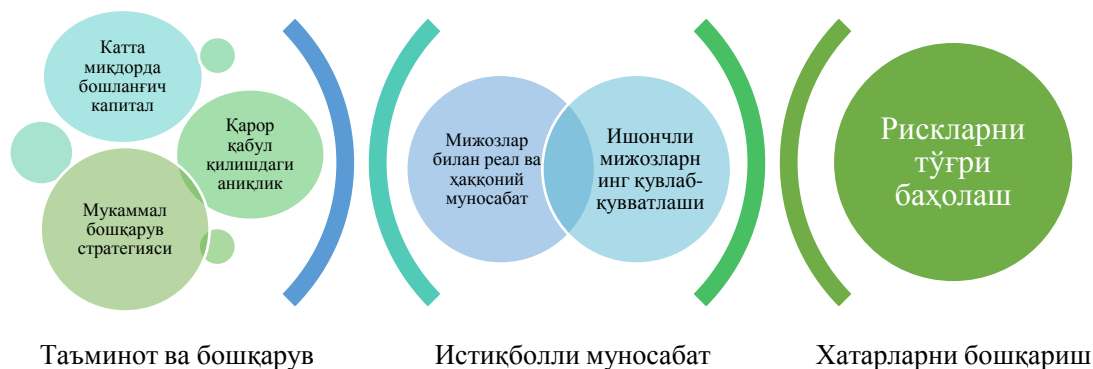 Катта
миқдорда
бошланғич
капитал
Қарор
қабул
қилишдаги
аниқлик
Мукаммал
бошқарув
стратегияси
Мижозлар
билан реал ва
ҳаққоний
муносабат
Ишончли
мижозларн
инг қувлаб-
қувватлаши
Рискларни
тўғри
баҳолаш
Таъминот ва бошқарув
Истиқболли муносабат
Хатарларни бошқариш